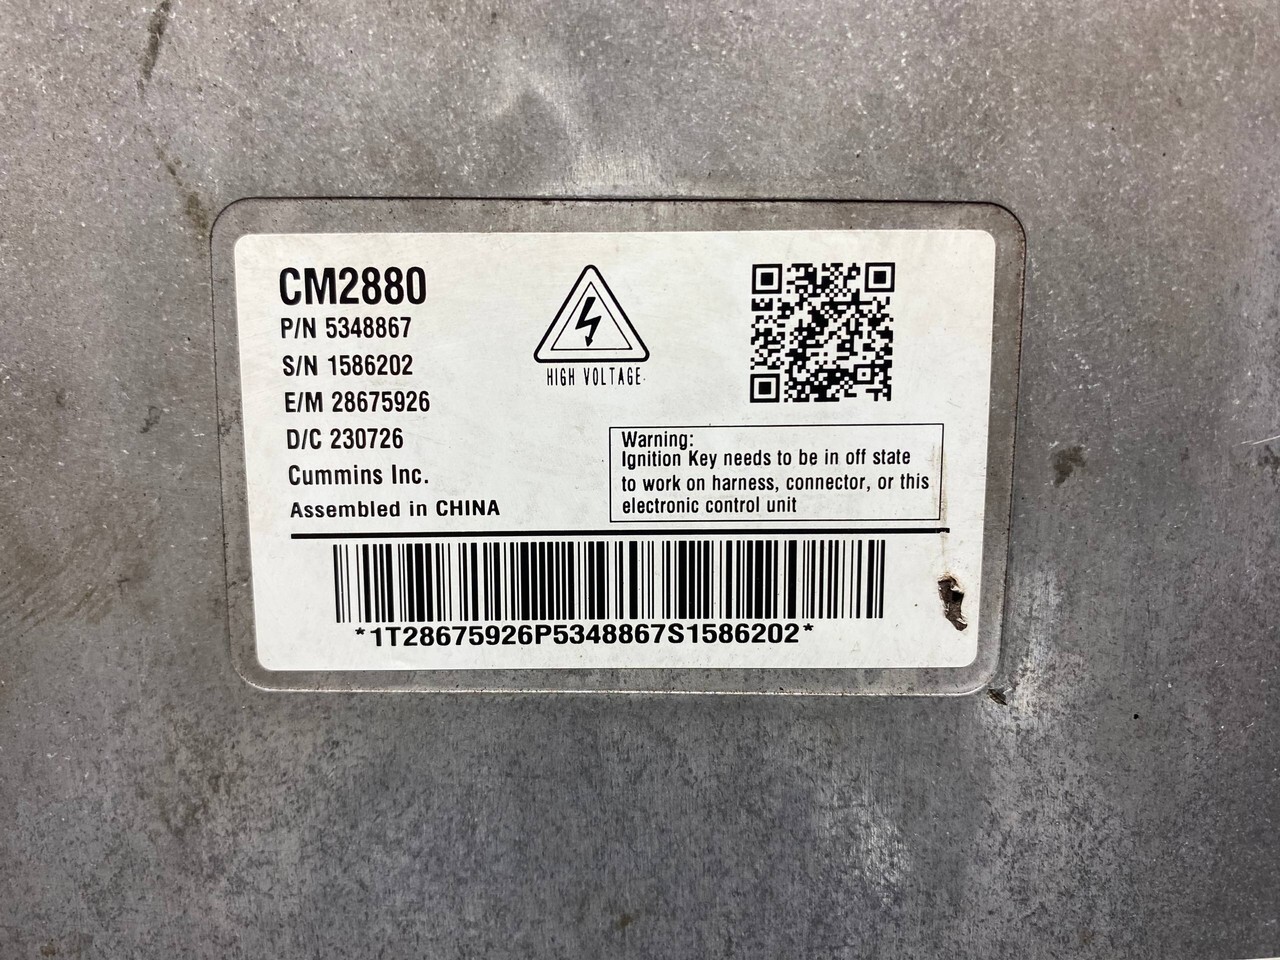 CM2880
P/N 5348867
S/N 1586202
E/M 28675926
D/C 230726
Cummins Inc.
Assembled in CHINA
HIGH VOLTAGE
Warning:
Ignition Key needs to be in off state
to work on harness, connector, or this
electronic control unit
*1T28675926P5348867S1586202*